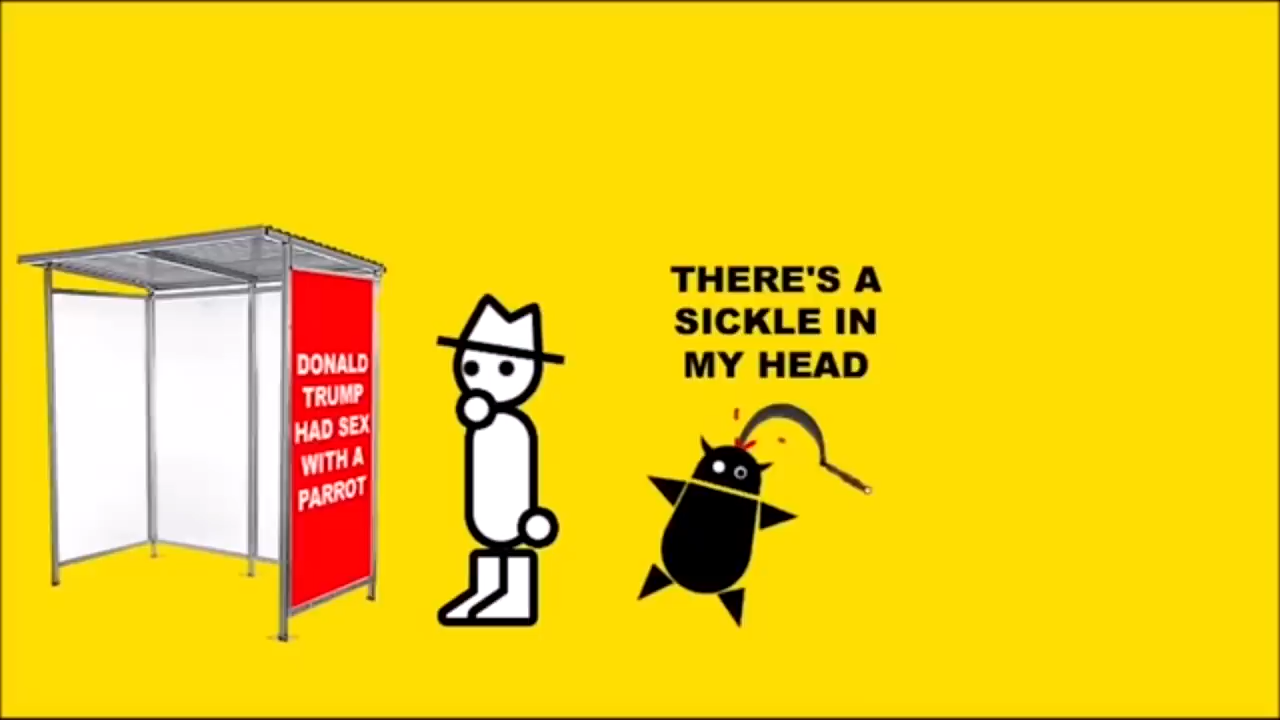 DONALD
TRUMP
HAD SEX
WITH A
PARROT
THERE'S A
SICKLE IN
MY HEAD